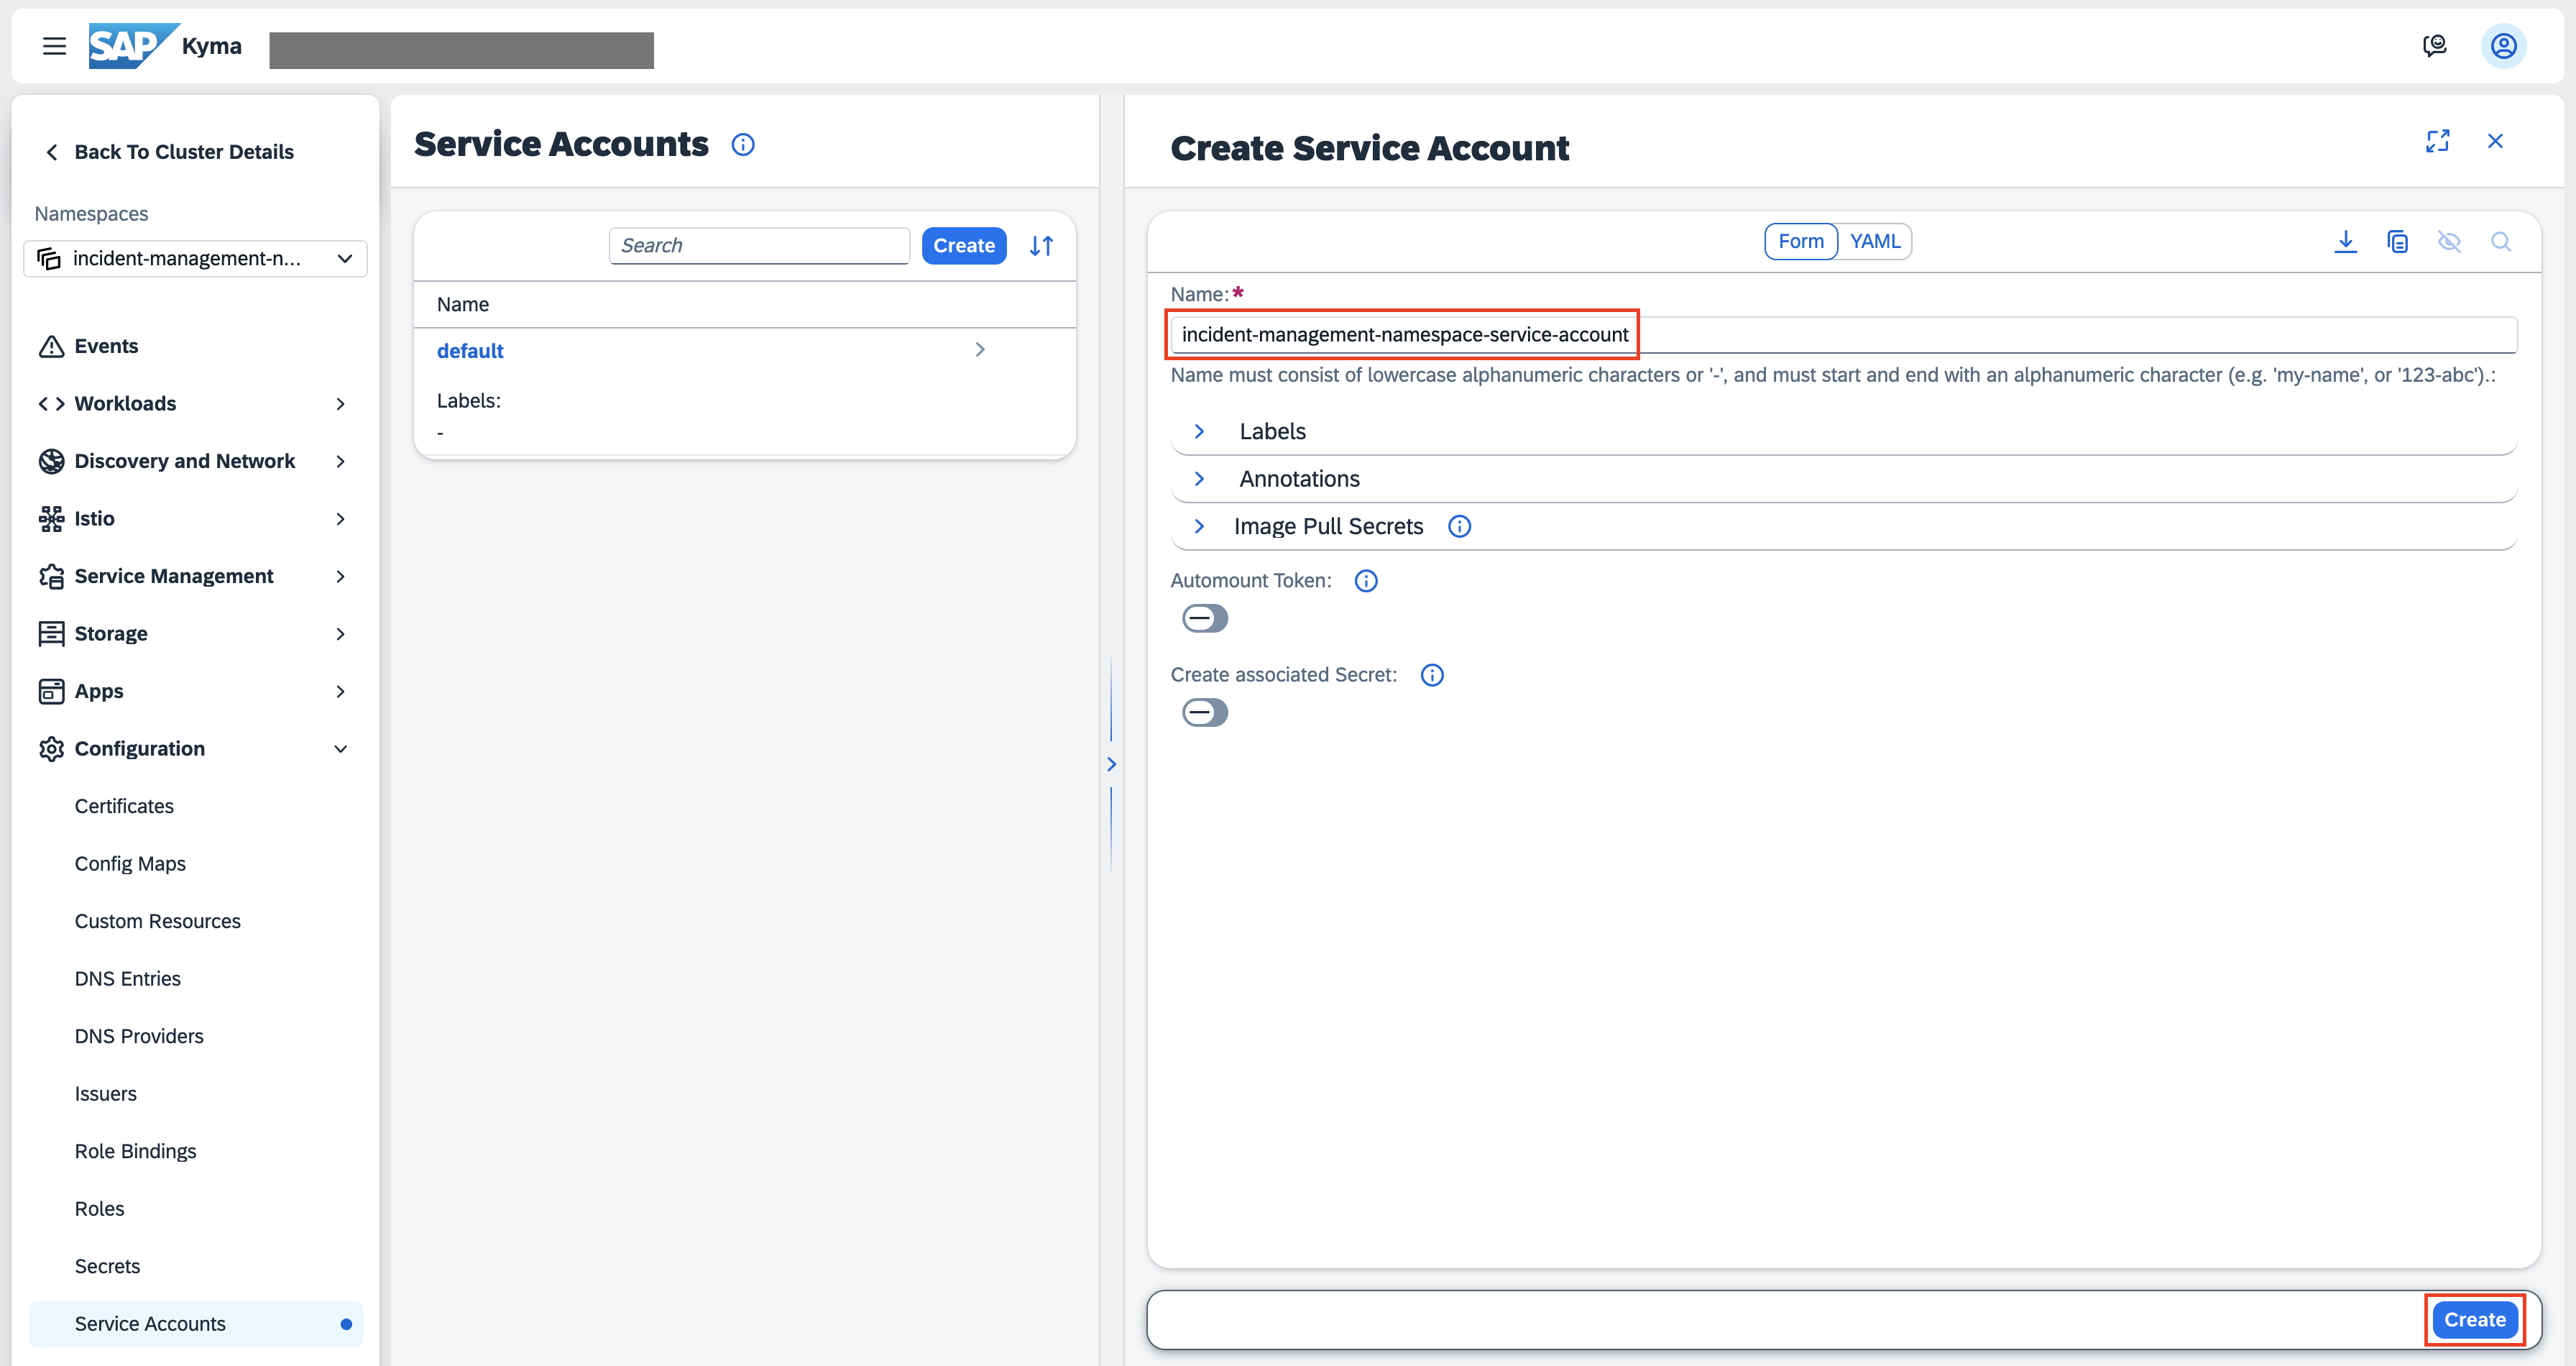 SAP Kyma
Back To Cluster Details
Namespaces
incident-management-n...
Events
Workloads
Discovery and Network
Istio
Service Management
Storage
Apps
Configuration
Certificates
Config Maps
Custom Resources
DNS Entries
DNS Providers
Issuers
Role Bindings
Roles
Secrets
Service Accounts
Service Accounts
Search
Create
Name
default
Labels:
-
Create Service Account
Form YAML
Name:*
incident-management-namespace-service-account
Name must consist of lowercase alphanumeric characters or '-', and must start and end with an alphanumeric character (e.g. 'my-name', or '123-abc').:
Labels
Annotations
Image Pull Secrets
Automount Token:
Create associated Secret:
Create